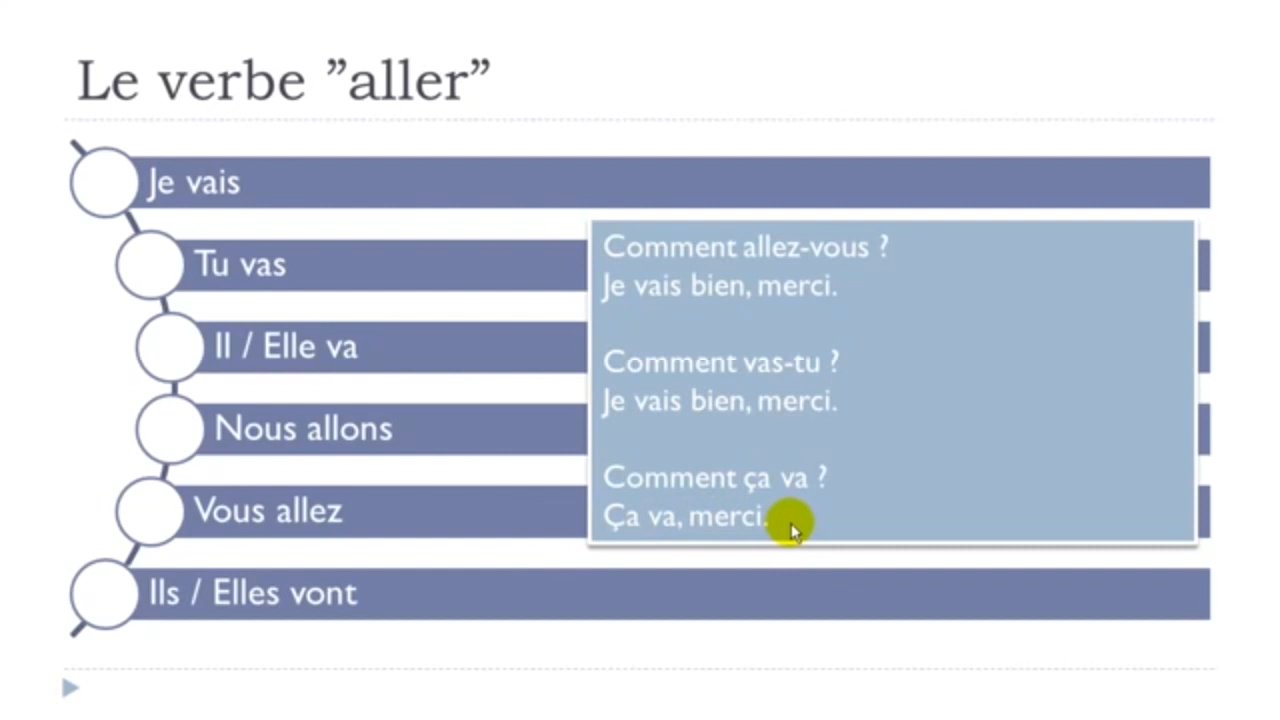 Le verbe ”aller”
Je vais
Tu vas
Il / Elle va
Nous allons
Vous allez
Ils / Elles vont
Comment allez-vous ?
Je vais bien, merci.
Comment vas-tu ?
Je vais bien, merci.
Comment ça va ?
Ça va, merci.